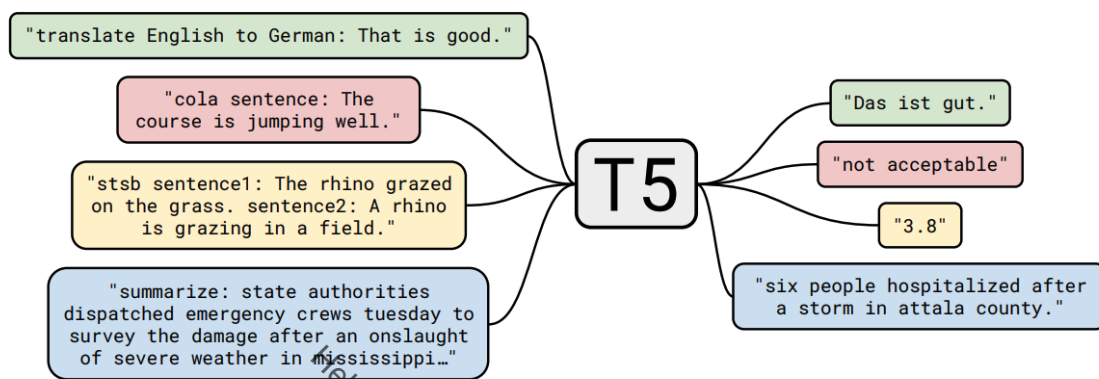 "translate English to German: That is good."
"cola sentence: The
course is jumping well."
"stsb sentence1: The rhino grazed
on the grass. sentence2: A rhino
is grazing in a field."
"summarize: state authorities
dispatched emergency crews tuesday to
survey the damage after an onslaught
of severe weather in mississippi…"
T5
"Das ist gut."
"not acceptable"
"3.8"
"six people hospitalized after
a storm in attala county."